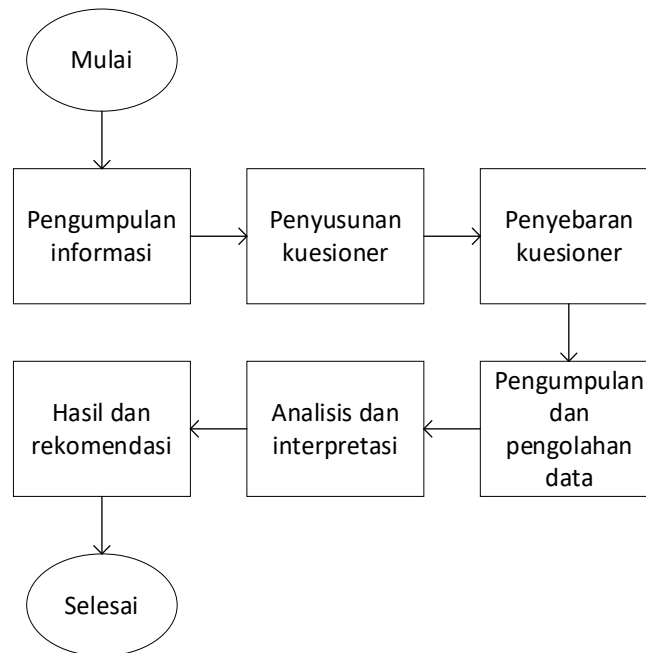 Mulai
Pengumpulan
informasi
Penyusunan
kuesioner
Penyebaran
kuesioner
Pengumpulan
dan
pengolahan
data
Analisis dan
interpretasi
Hasil dan
rekomendasi
Selesai